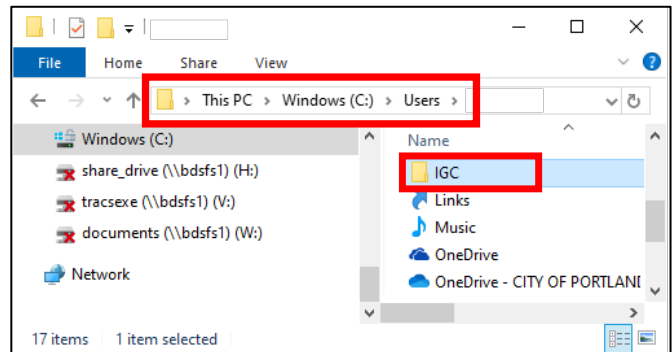 File Home Share View
This PC > Windows (C:) > Users >
Windows (C:)
share_drive (\\bdsfs1) (H:)
tracsexe (\\bdsfs1) (V:)
documents (\\bdsfs1) (W:)
Network
Name
IGC
Links
Music
OneDrive
OneDrive - CITY OF PORTLAND
17 items 1 item selected